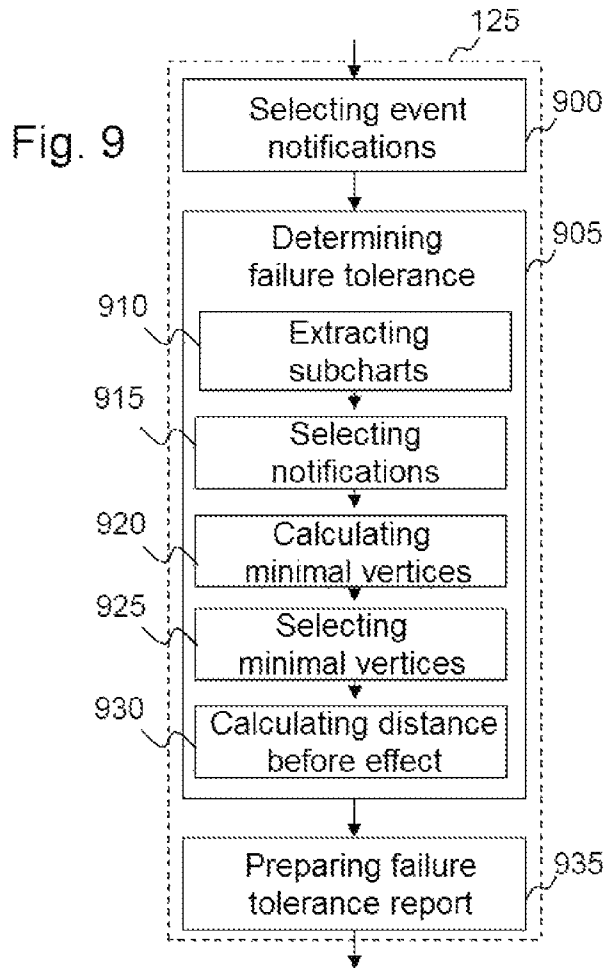 125
Selecting event
notifications
900
Fig. 9
Determining
failure tolerance
905
910
Extracting
subcharts
915
Selecting
notifications
920
Calculating
minimal vertices
925
Selecting
minimal vertices
930
Calculating distance
before effect
Preparing failure
tolerance report
935